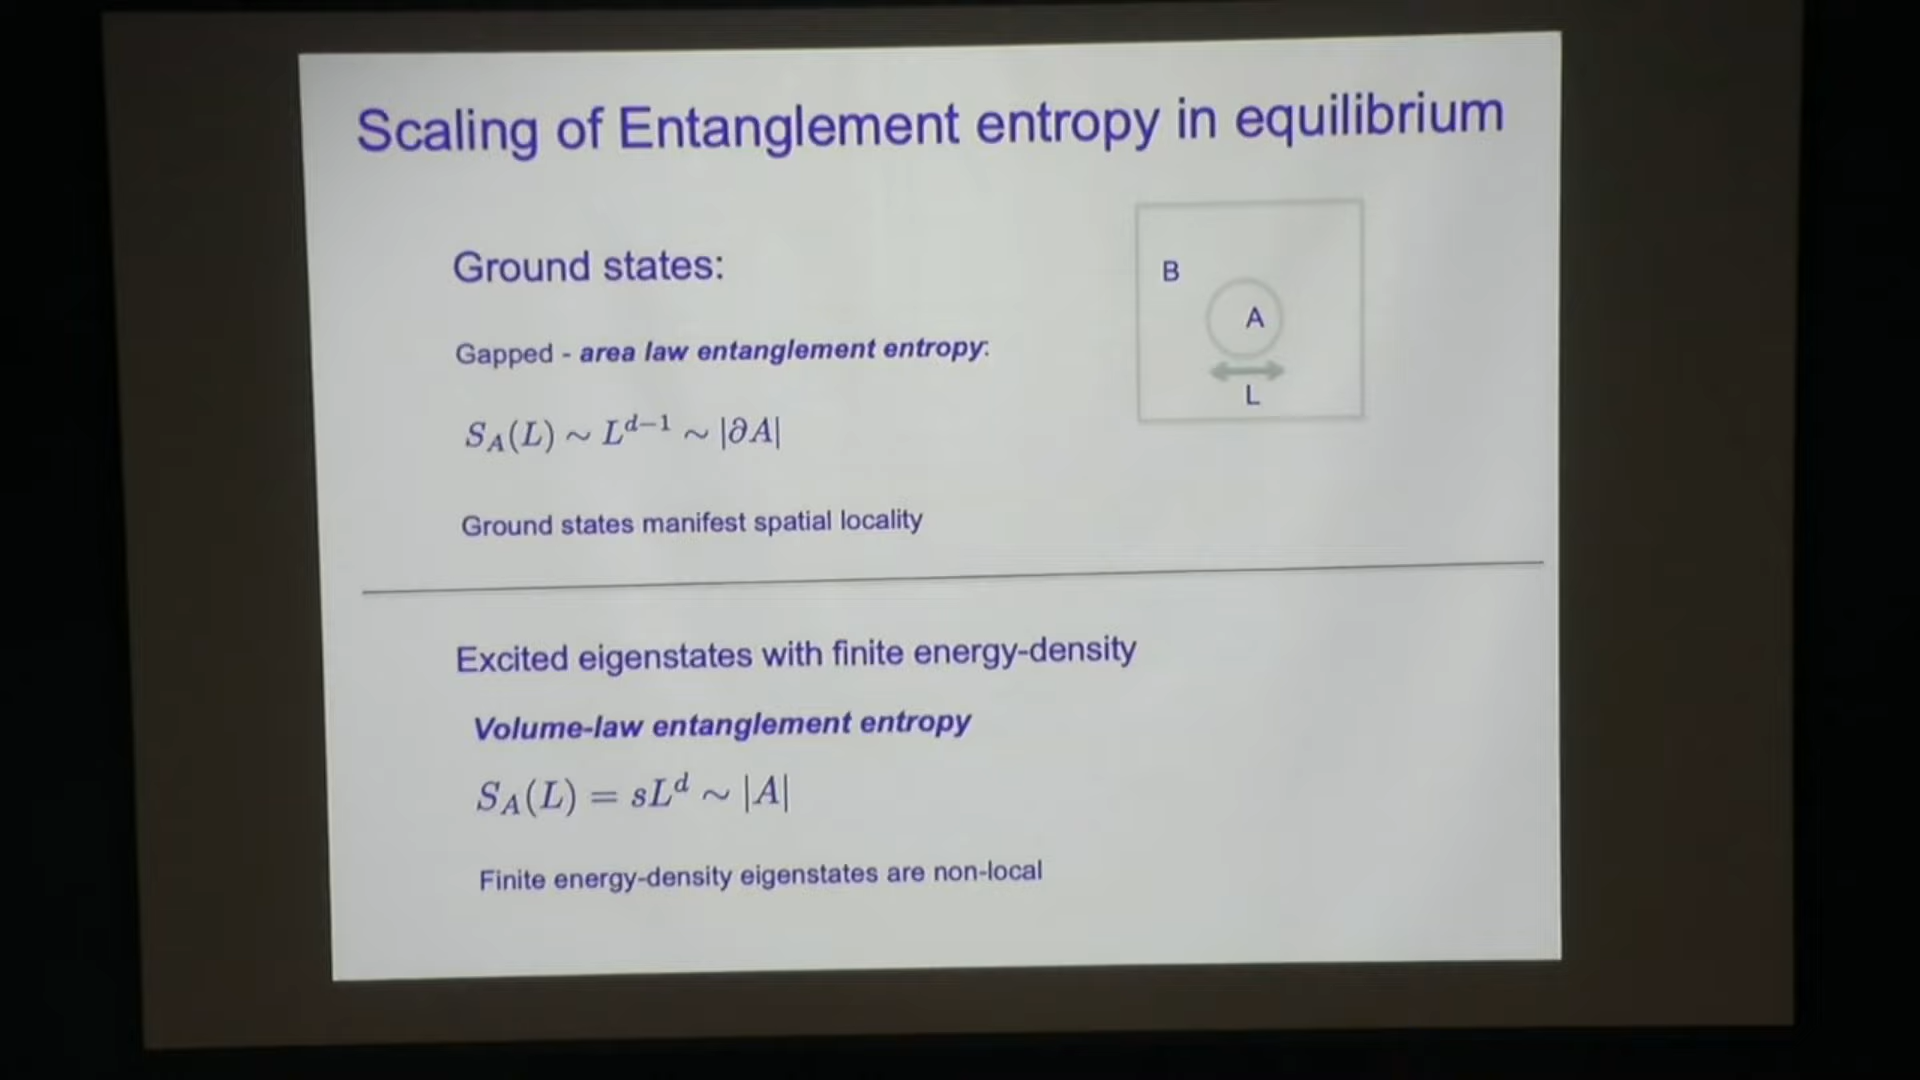 Scaling of Entanglement entropy in equilibrium
Ground states:
B
A
L
Gapped - area law entanglement entropy:
S_A(L) ∼ L^{d−1} ∼ |∂A|
Ground states manifest spatial locality
Excited eigenstates with finite energy-density
Volume-law entanglement entropy
S_A(L) = sL^d ∼ |A|
Finite energy-density eigenstates are non-local